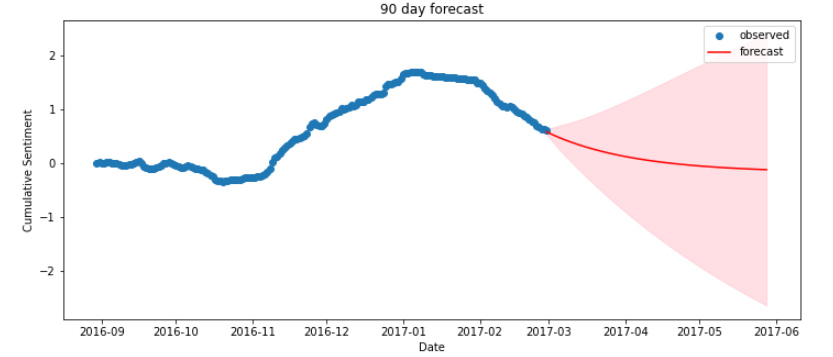 90 day forecast
observed
forecast
Cumulative Sentiment
2
1
0
−1
−2
2016-09 2016-10 2016-11 2016-12 2017-01 2017-02 2017-03 2017-04 2017-05 2017-06
Date